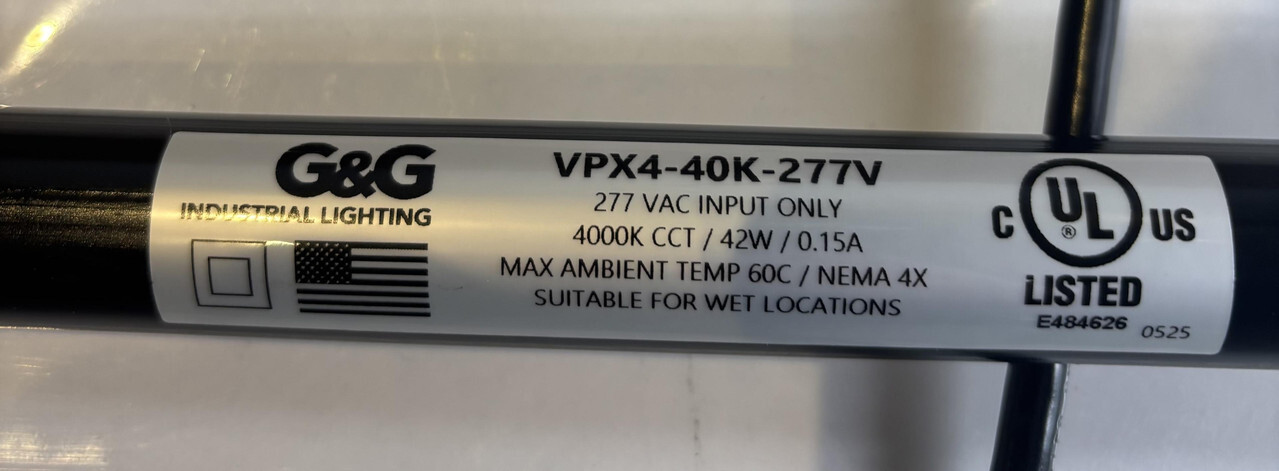 G&G
INDUSTRIAL LIGHTING
VPX4-40K-277V
277 VAC INPUT ONLY
4000K CCT / 42W / 0.15A
MAX AMBIENT TEMP 60C / NEMA 4X
SUITABLE FOR WET LOCATIONS
C UL® US
LISTED
E484626 0525